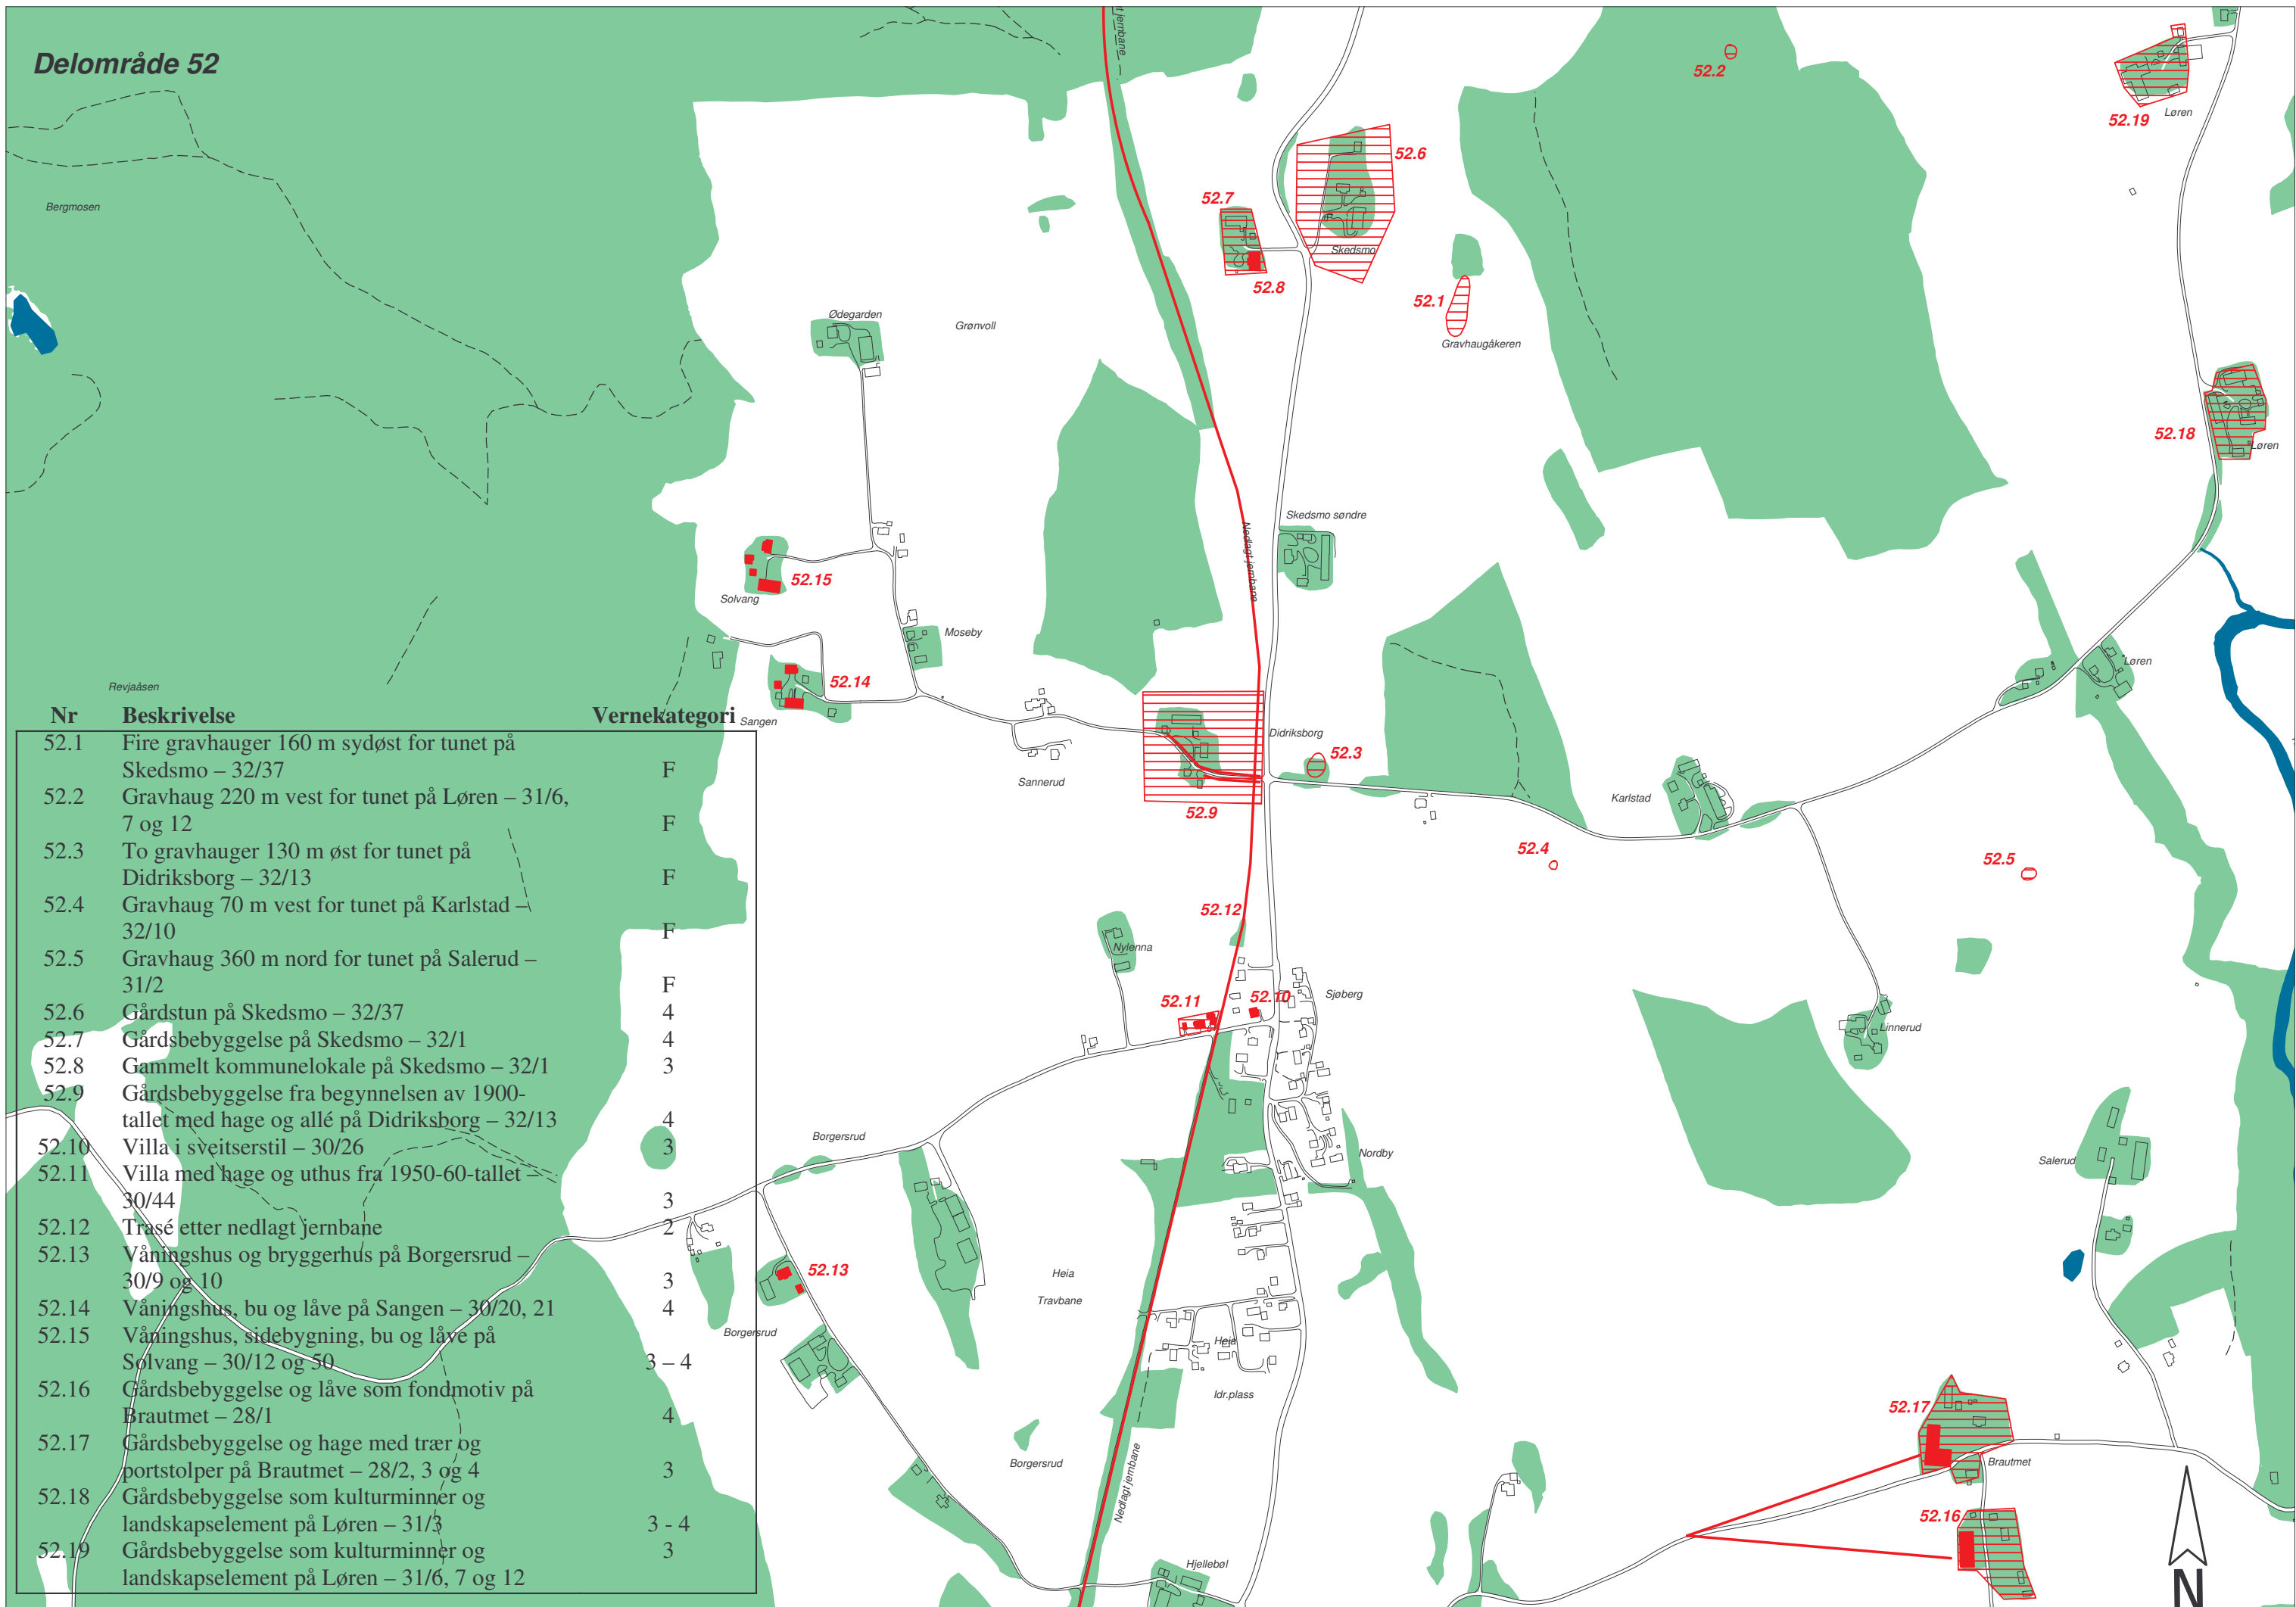 Delområde 52
t jernbane
52.2
52.19
Løren
52.6
52.7
Skedsmo
52.8
52.1
Gravhaugåkeren
Bergmosen
Ødegarden
Grønvoll
52.18
Løren
Skedsmo søndre
Nedlagt jernbane
52.15
Solvang
Moseby
52.14
Sangen
Revjaåsen
Løren
Didriksborg
52.3
Sannerud
52.9
Karlstad
52.4
52.5
52.12
Nylenna
52.11
52.10
Sjøberg
Linnerud
Borgersrud
Nordby
Salerud
52.13
Heia
Travbane
Borgersrud
Heia
Idr.plass
Borgersrud
Nedlagt jernbane
52.17
Brautmet
52.16
Hjellebøl
N
Nr Beskrivelse Vernekategori
52.1 Fire gravhauger 160 m sydøst for tunet på
Skedsmo – 32/37 F
52.2 Gravhaug 220 m vest for tunet på Løren – 31/6,
7 og 12 F
52.3 To gravhauger 130 m øst for tunet på
Didriksborg – 32/13 F
52.4 Gravhaug 70 m vest for tunet på Karlstad –
32/10 F
52.5 Gravhaug 360 m nord for tunet på Salerud –
31/2 F
52.6 Gårdstun på Skedsmo – 32/37 4
52.7 Gårdsbebyggelse på Skedsmo – 32/1 4
52.8 Gammelt kommunelokale på Skedsmo – 32/1 3
52.9 Gårdsbebyggelse fra begynnelsen av 1900-
tallet med hage og allé på Didriksborg – 32/13 4
52.10 Villa i sveitserstil – 30/26 3
52.11 Villa med hage og uthus fra 1950-60-tallet –
30/44 3
52.12 Trasé etter nedlagt jernbane 2
52.13 Våningshus og bryggerhus på Borgersrud –
30/9 og 10 3
52.14 Våningshus, bu og låve på Sangen – 30/20, 21 4
52.15 Våningshus, sidebygning, bu og låve på
Solvang – 30/12 og 50 3 – 4
52.16 Gårdsbebyggelse og låve som fondmotiv på
Brautmet – 28/1 4
52.17 Gårdsbebyggelse og hage med trær og
portstolper på Brautmet – 28/2, 3 og 4 3
52.18 Gårdsbebyggelse som kulturminner og
landskapselement på Løren – 31/3 3 - 4
52.19 Gårdsbebyggelse som kulturminner og 3
landskapselement på Løren – 31/6, 7 og 12